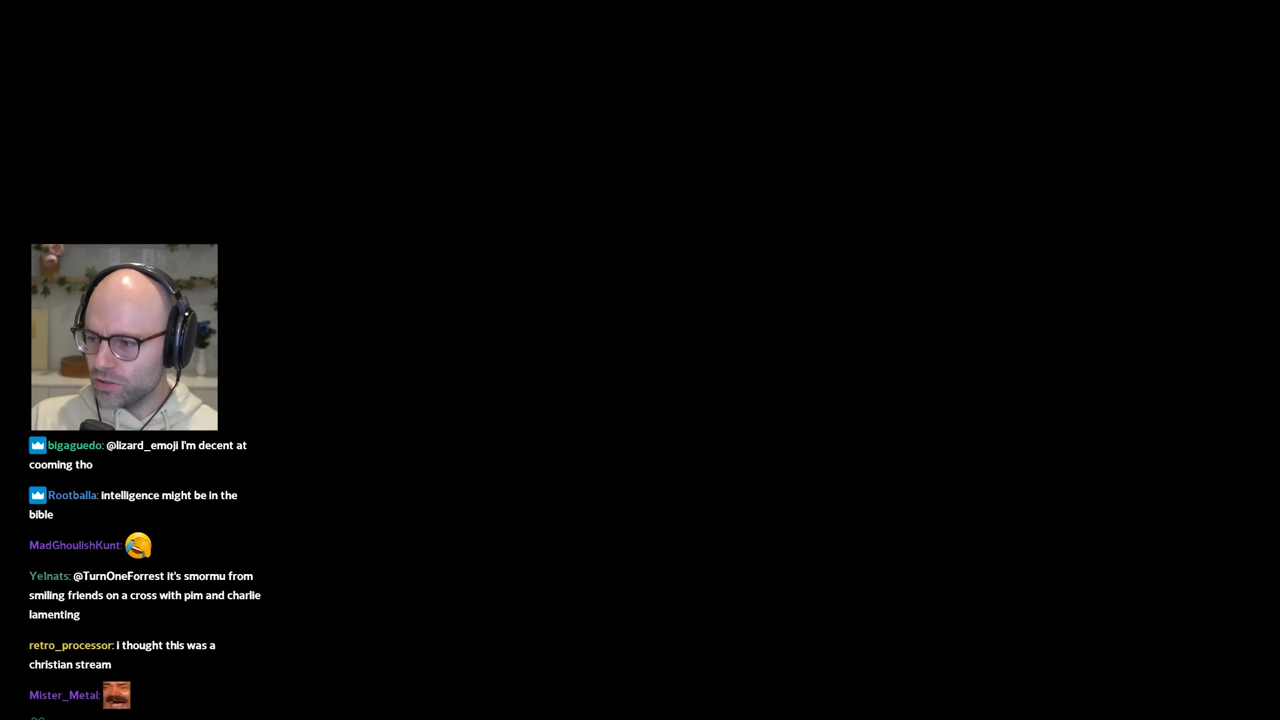 bigaguedo: @lizard_emoji I'm decent at
cooming tho
Rootballa: intelligence might be in the
bible
MadGhoulishKunt:
Ye1nats: @TurnOneForrest it's smormu from
smiling friends on a cross with pim and charlie
lamenting
retro_processor: I thought this was a
christian stream
Mister_Metal: